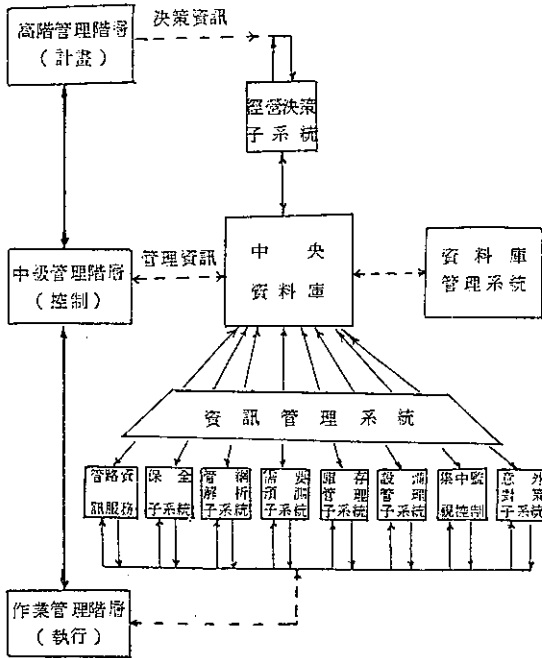 高階管理階層
(計畫)
決策資訊
經營決策
子系統
中級管理階層
(控制)
管理資訊
中央
資料庫
資料庫
管理系統
資訊管理系統
管路資
訊服務
保全
子系統
管網
解析
子系統
需要
預測
子系統
庫存
管理
子系統
設備
管理
子系統
集中監
視控制
意外
對策
子系統
作業管理階層
(執行)